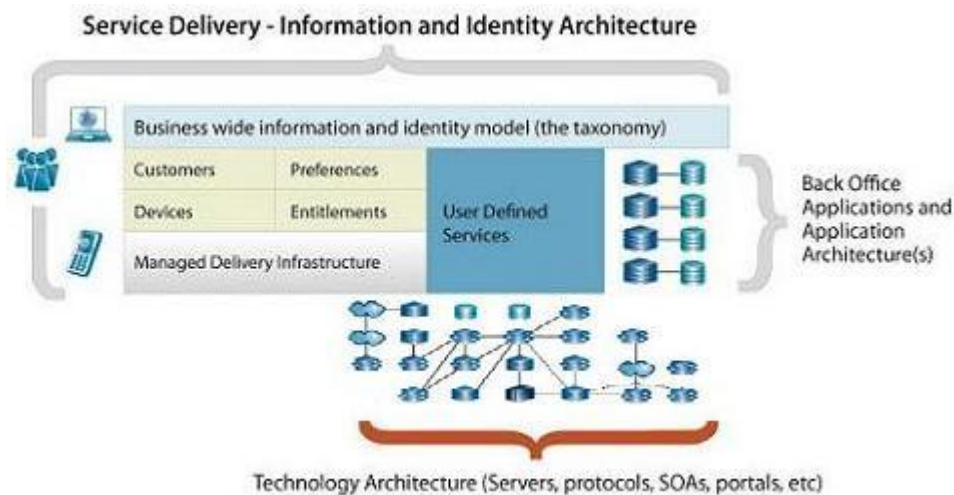 Service Delivery - Information and Identity Architecture
Business wide information and identity model (the taxonomy)
Customers
Preferences
Devices
Entitlements
User Defined
Services
Managed Delivery Infrastructure
Back Office
Applications and
Application
Architecture(s)
Technology Architecture (Servers, protocols, SOAs, portals, etc)